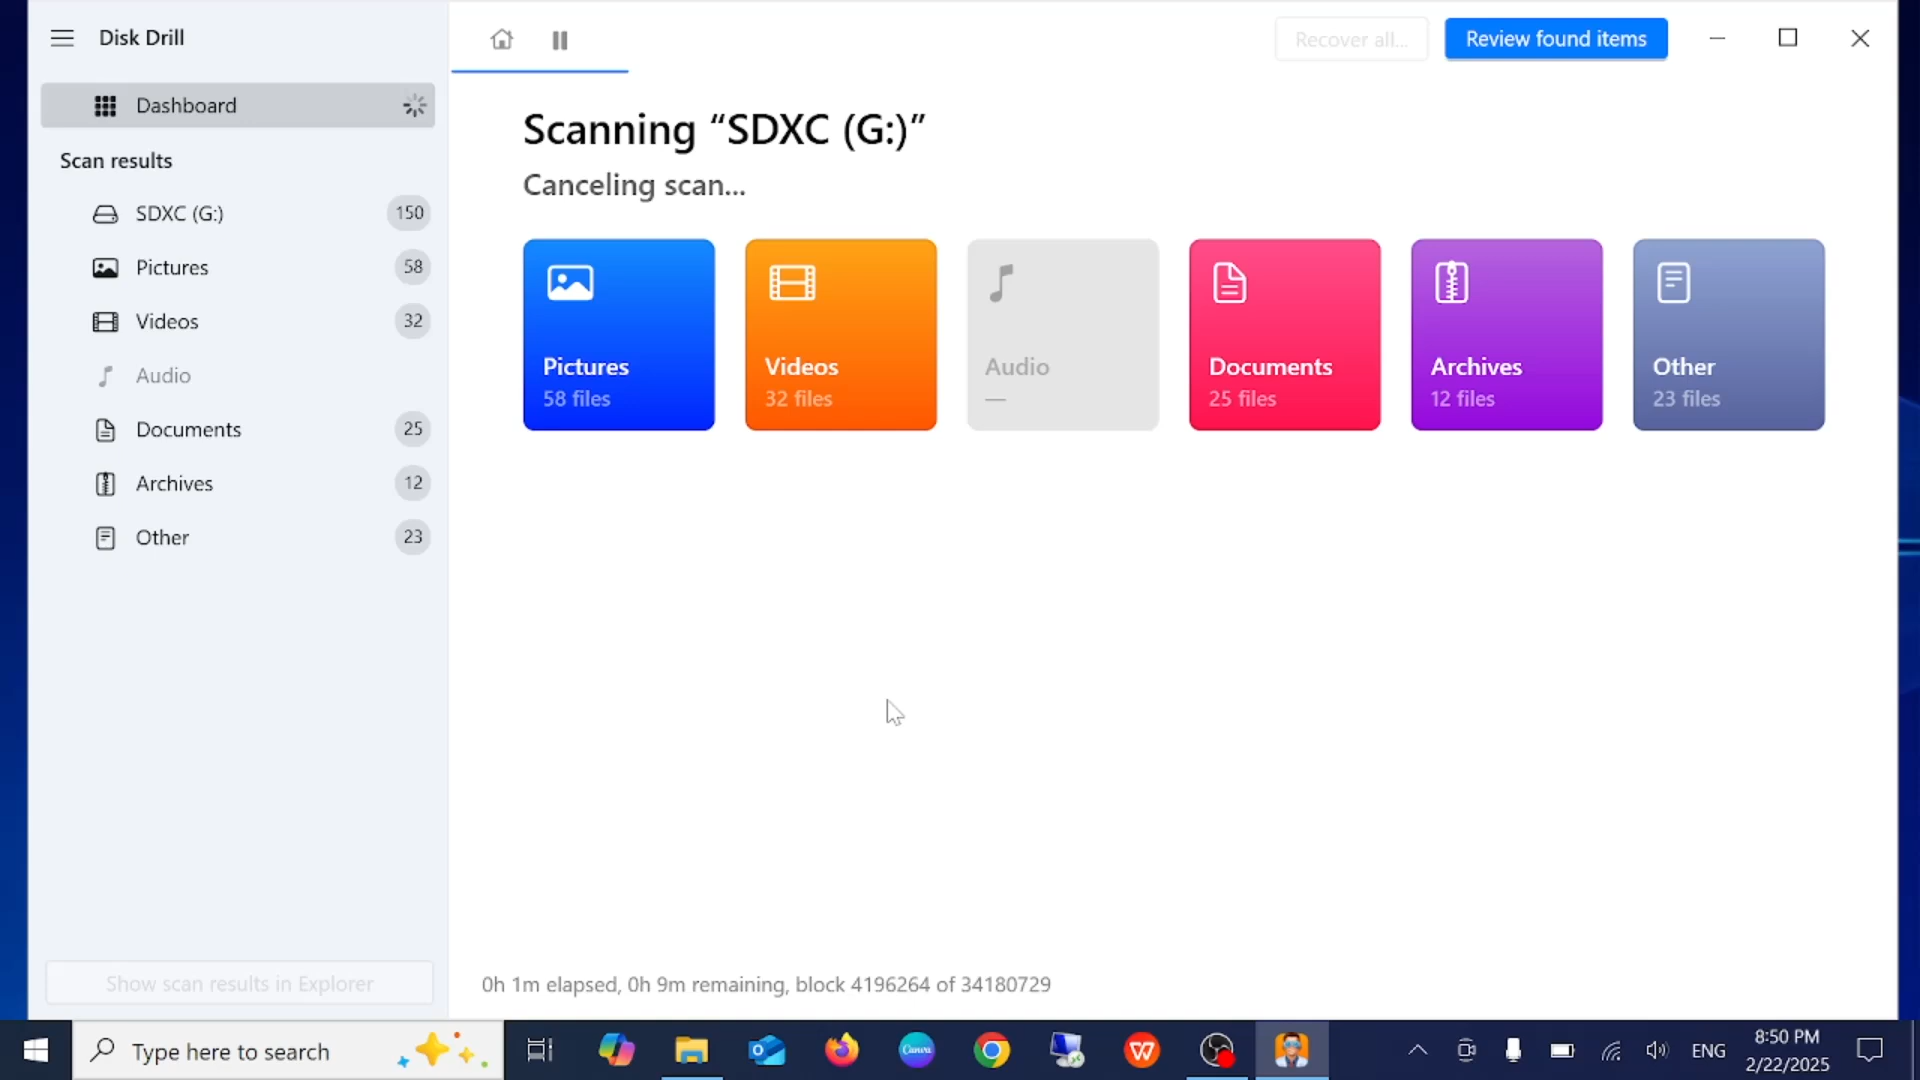 Disk Drill
Recover all...
Review found items
Dashboard
Scan results
SDXC (G:) 150
Pictures 58
Videos 32
Audio
Documents 25
Archives 12
Other 23
Show scan results in Explorer
Scanning “SDXC (G:)”
Canceling scan...
Pictures
58 files
Videos
32 files
Audio
—
Documents
25 files
Archives
12 files
Other
23 files
0h 1m elapsed, 0h 9m remaining, block 4196264 of 34180729
Type here to search
Canva
ENG
8:50 PM
2/22/2025